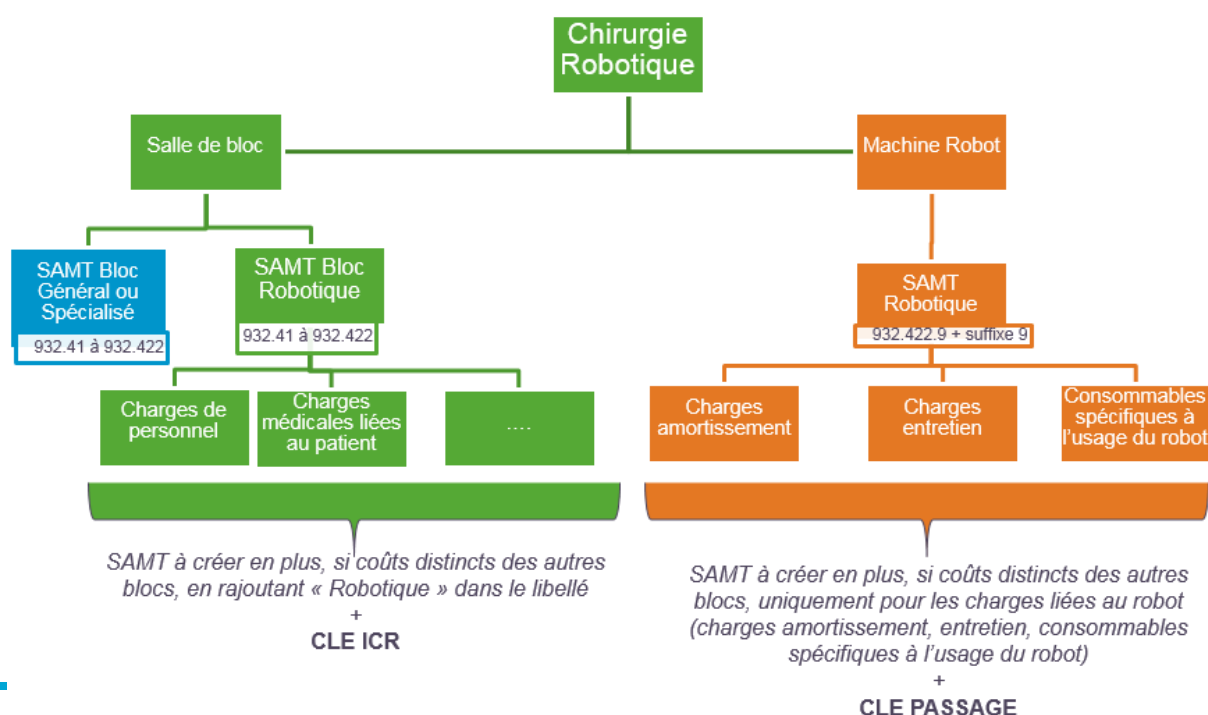 Chirurgie
Robotique
Salle de bloc
Machine Robot
SAMT Bloc
Général ou
Spécialisé
932.41 à 932.422
SAMT Bloc
Robotique
932.41 à 932.422
SAMT
Robotique
932.422.9 + suffixe 9
Charges de
personnel
Charges
médicales liées
au patient
....
Charges
amortissement
Charges
entretien
Consommables
spécifiques à
l'usage du robot
SAMT à créer en plus, si coûts distincts des autres
blocs, en rajoutant « Robotique » dans le libellé
+
CLE ICR
SAMT à créer en plus, si coûts distincts des autres
blocs, uniquement pour les charges liées au robot
(charges amortissement, entretien, consommables
spécifiques à l'usage du robot)
+
CLE PASSAGE